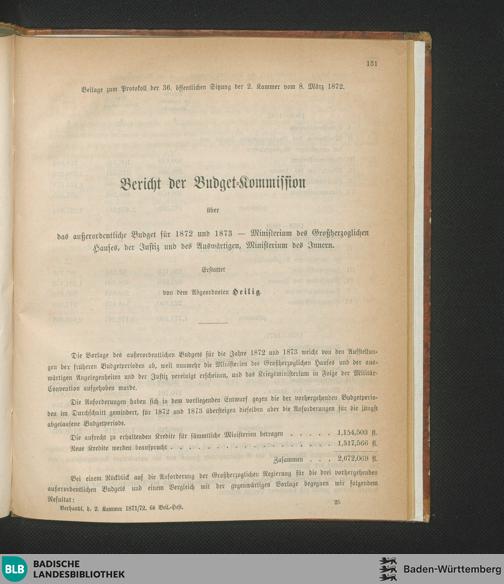 131
Beilage zum Protokoll der 36. öffentlichen Sitzung der 2. Kammer vom 8. März 1872.
Bericht der Budget-Kommission
über
das außerordentliche Budget für 1872 und 1873 — Ministerium des Großherzoglichen
Hauses, der Justiz und des Auswärtigen, Ministerium des Innern.
Erstattet
von dem Abgeordneten Heilig.
Die Vorlage des außerordentlichen Budgets für die Jahre 1872 und 1873 weicht von den Aufstellun-
gen der früheren Budgetperioden ab, weil nunmehr die Ministerien des Großherzoglichen Hauses und der aus-
wärtigen Angelegenheiten und der Justiz vereinigt erscheinen, und das Kriegsministerium in Folge der Militär-
Convention aufgehoben wurde.
Die Anforderungen haben sich in dem vorliegenden Entwurf gegen die der vorhergehenden Budgetperio-
den im Durchschnitt gemindert, für 1872 und 1873 übersteigen dieselben aber die Anforderungen für die jüngst
abgelaufene Budgetperiode.
Die aufrecht zu erhaltenden Kredite für sämmtliche Ministerien betragen . . . . . 1,154,503 fl.
Neue Kredite werden beansprucht . . . . . . . . . . . . . . . 1,517,566 fl.
Zusammen . . . 2,672,069 fl.
Bei einem Rückblick auf die Anforderung der Großherzoglichen Regierung für die drei vorhergehenden
außerordentlichen Budgets und einem Vergleich mit der gegenwärtigen Vorlage begegnen wir folgendem
Resultat:
Verhandl. d. 2. Kammer 1871/72. 6s Beil.-Heft. 25
BLB BADISCHE
LANDESBIBLIOTHEK
Baden-Württemberg